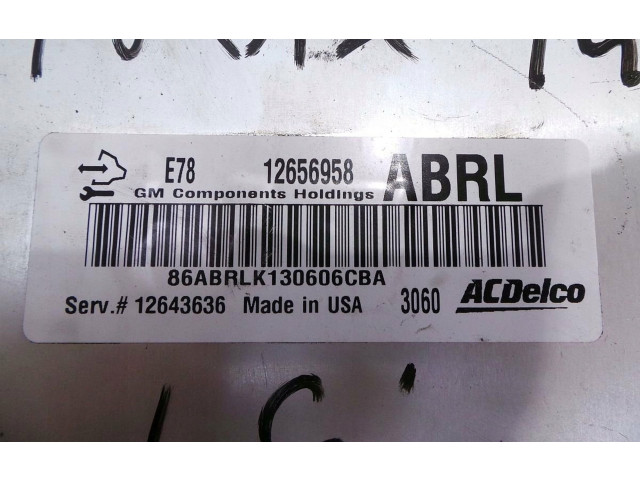 E78 12656958 ABRL
GM Components Holdings
86ABRLK130606CBA
Serv.# 12643636 Made in USA 3060 ACDelco